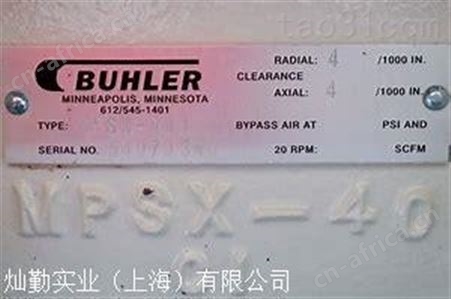 BUHLER
MINNEAPOLIS, MINNESOTA
612/545-1401
RADIAL: 4 /1000 IN.
CLEARANCE
AXIAL: 4 /1000 IN.
TYPE:
BYPASS AIR AT PSI AND
SERIAL NO.
20 RPM: SCFM
MPSX-40
灿勤实业（上海）有限公司